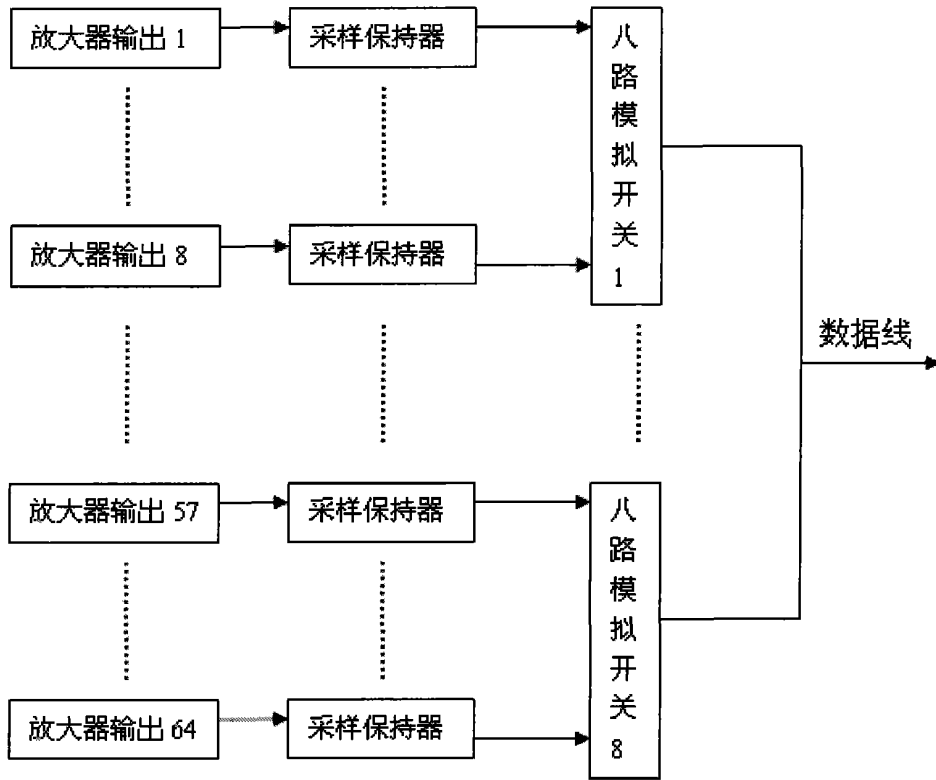 放大器输出 1
采样保持器
八路模拟开关 1
放大器输出 8
采样保持器
数据线
放大器输出 57
采样保持器
八路模拟开关 8
放大器输出 64
采样保持器